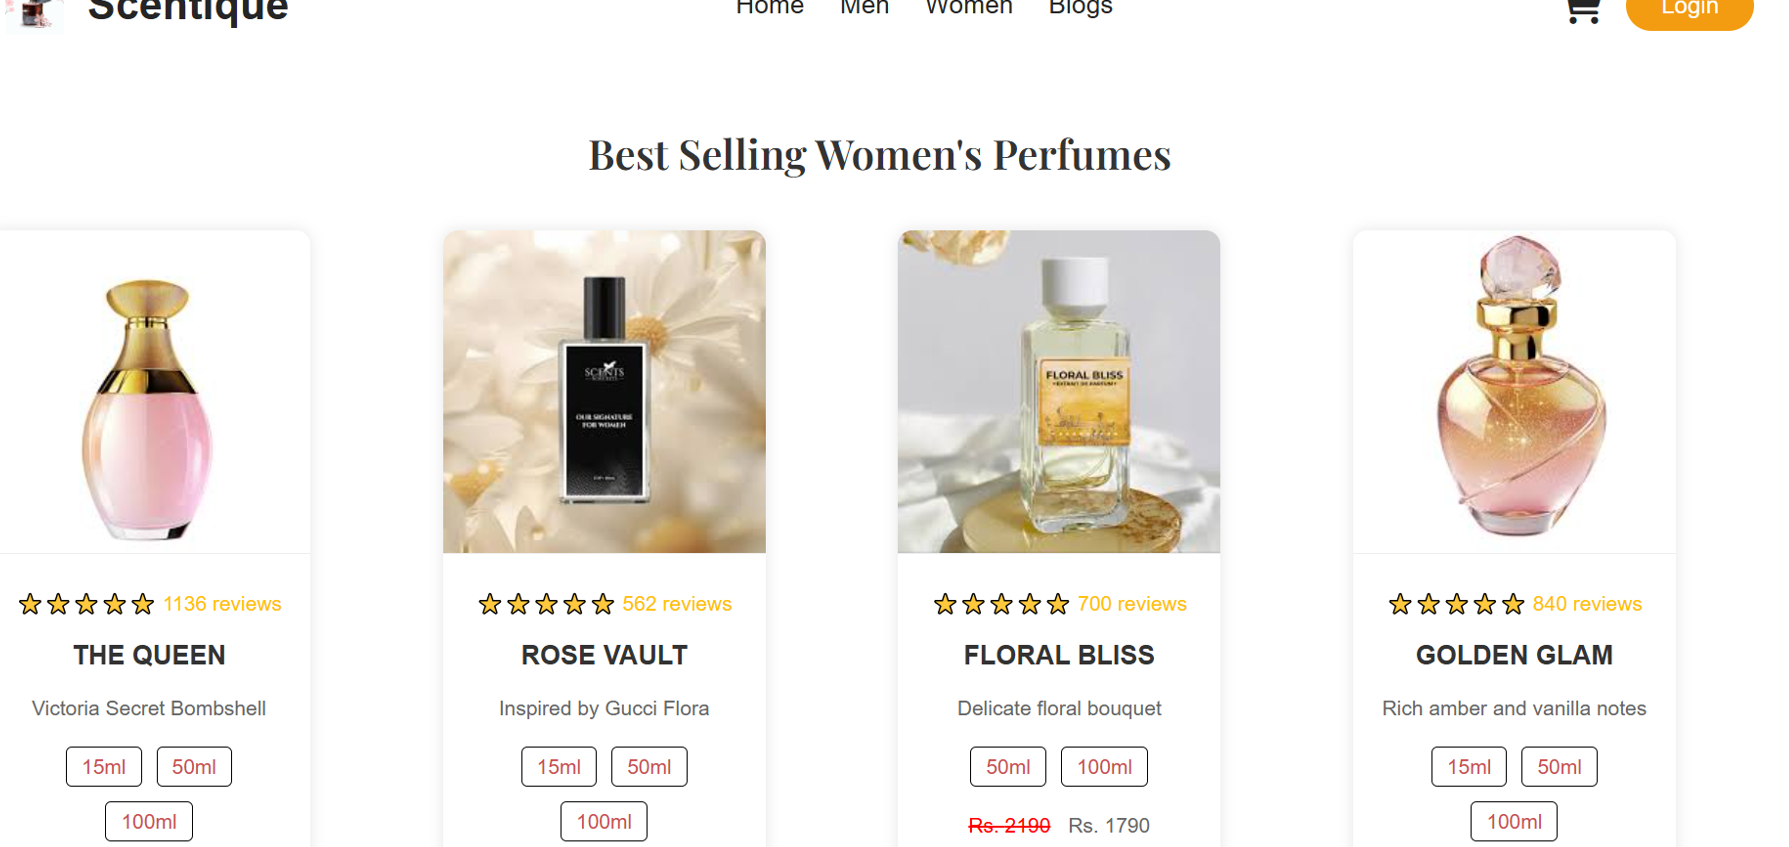 Scentique
Home Men Women Blogs
Login
Best Selling Women's Perfumes
SCENTS
OUR SIGNATURE
FOR WOMEN
FLORAL BLISS
EXTRAIT DE PARFUM
1136 reviews
THE QUEEN
Victoria Secret Bombshell
15ml 50ml
100ml
562 reviews
ROSE VAULT
Inspired by Gucci Flora
15ml 50ml
100ml
700 reviews
FLORAL BLISS
Delicate floral bouquet
50ml 100ml
Rs. 2190 Rs. 1790
840 reviews
GOLDEN GLAM
Rich amber and vanilla notes
15ml 50ml
100ml